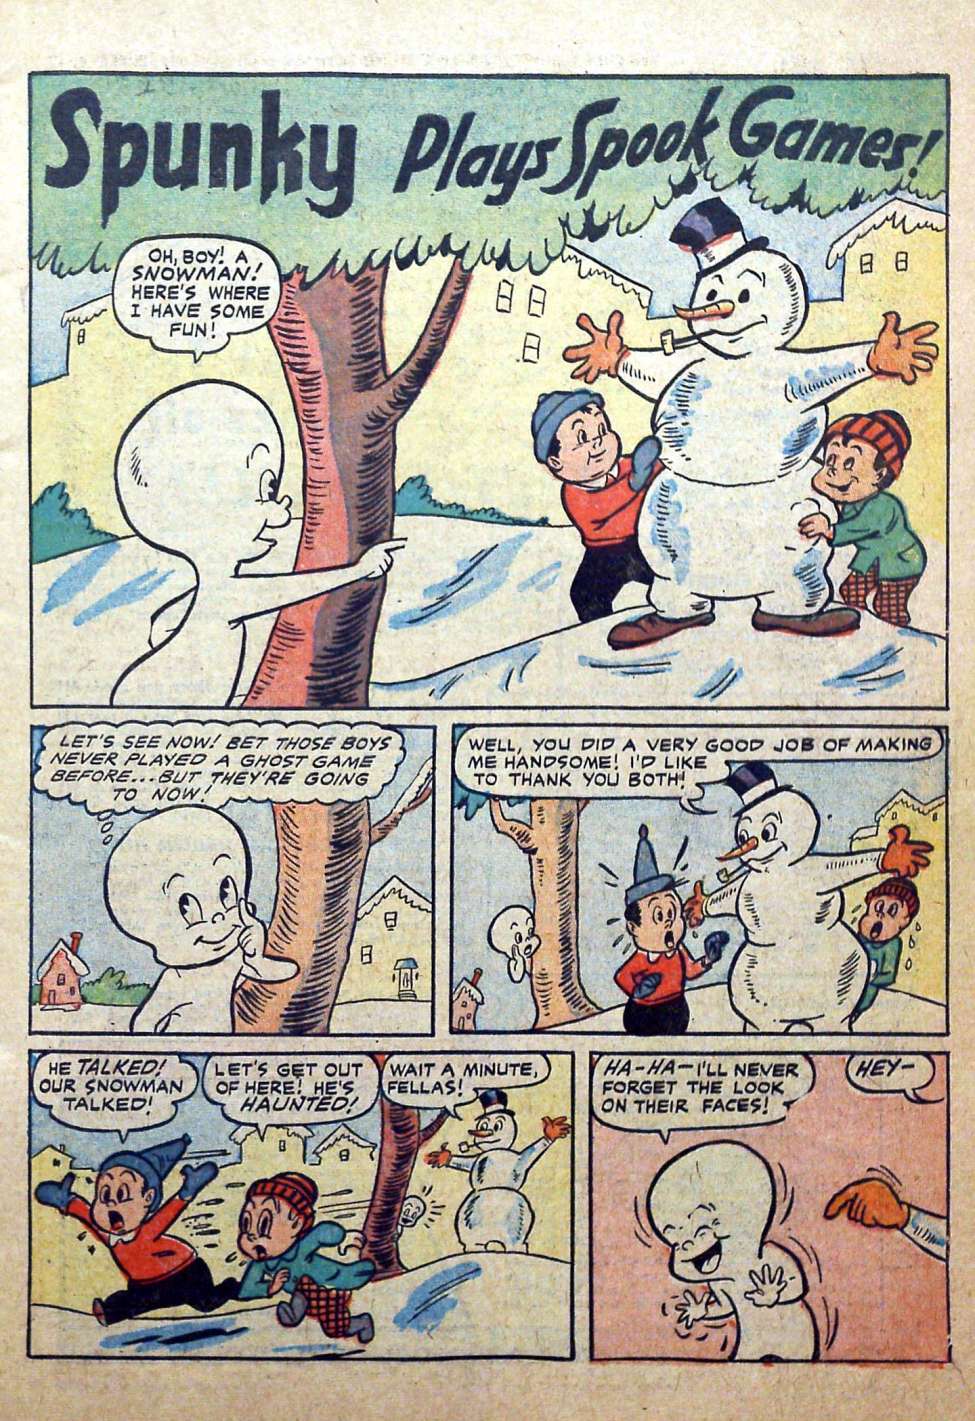 Spunky Plays Spook Games!
OH, BOY! A
SNOWMAN!
HERE'S WHERE
I HAVE SOME
FUN!
LET'S SEE NOW! BET THOSE BOYS
NEVER PLAYED A GHOST GAME
BEFORE...BUT THEY'RE GOING
TO NOW!
WELL, YOU DID A VERY GOOD JOB OF MAKING
ME HANDSOME! I'D LIKE
TO THANK YOU BOTH!
HE TALKED!
OUR SNOWMAN
TALKED!
LET'S GET OUT
OF HERE! HE'S
HAUNTED!
WAIT A MINUTE,
FELLAS!
HA-HA-I'LL NEVER
FORGET THE LOOK
ON THEIR FACES!
HEY-